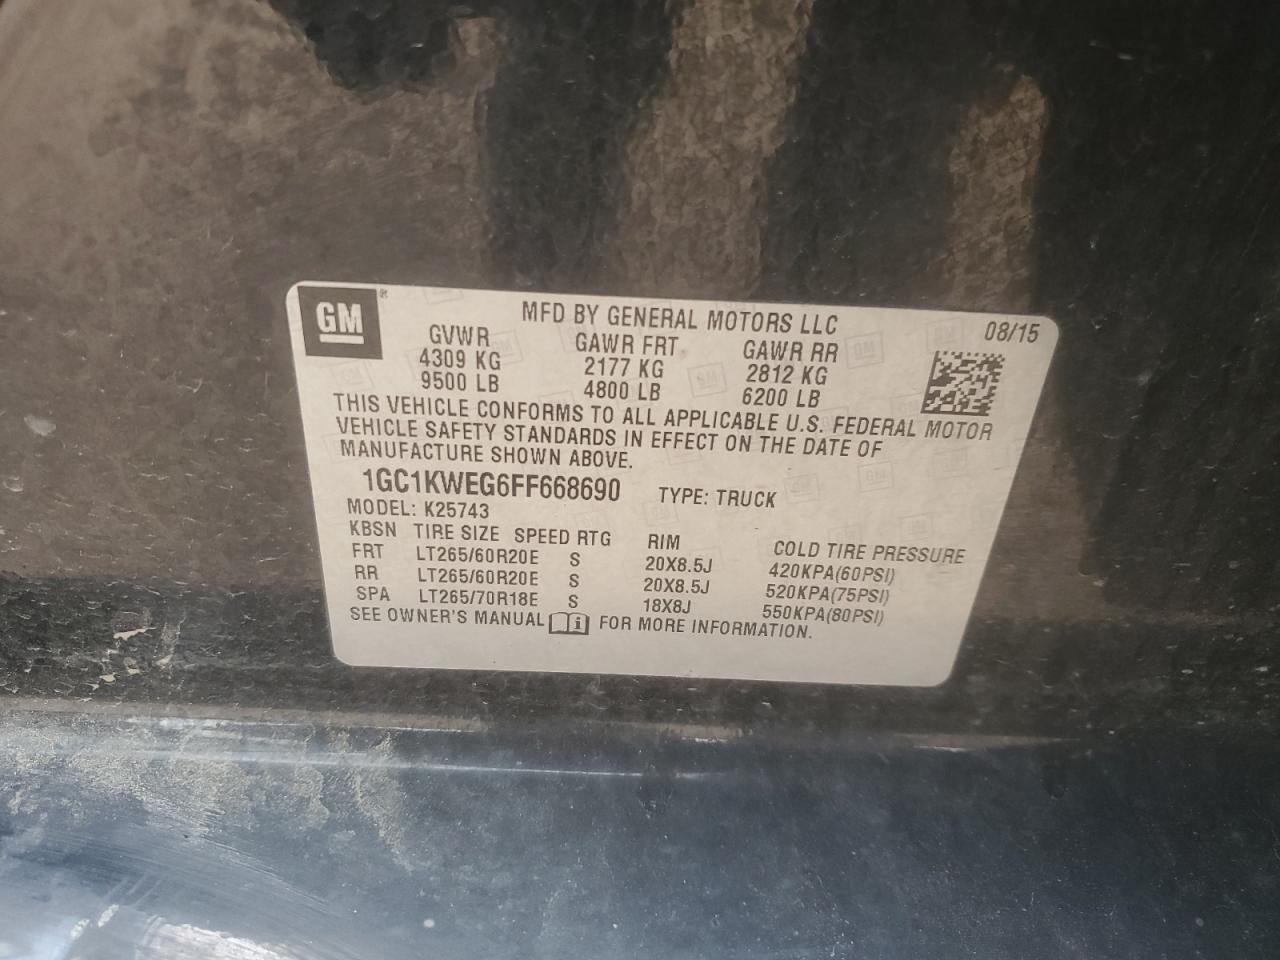 GM®
MFD BY GENERAL MOTORS LLC
08/15
GVWR GAWR FRT. GAWR RR
4309 KG 2177 KG 2812 KG
9500 LB 4800 LB 6200 LB
THIS VEHICLE CONFORMS TO ALL APPLICABLE U.S. FEDERAL MOTOR
VEHICLE SAFETY STANDARDS IN EFFECT ON THE DATE OF
MANUFACTURE SHOWN ABOVE.
1GC1KWEG6FF668690 TYPE: TRUCK
MODEL: K25743
KBSN TIRE SIZE SPEED RTG RIM COLD TIRE PRESSURE
FRT LT265/60R20E S 20X8.5J 420KPA(60PSI)
RR LT265/60R20E S 20X8.5J 520KPA(75PSI)
SPA LT265/70R18E S 18X8J 550KPA(80PSI)
SEE OWNER'S MANUAL i FOR MORE INFORMATION.